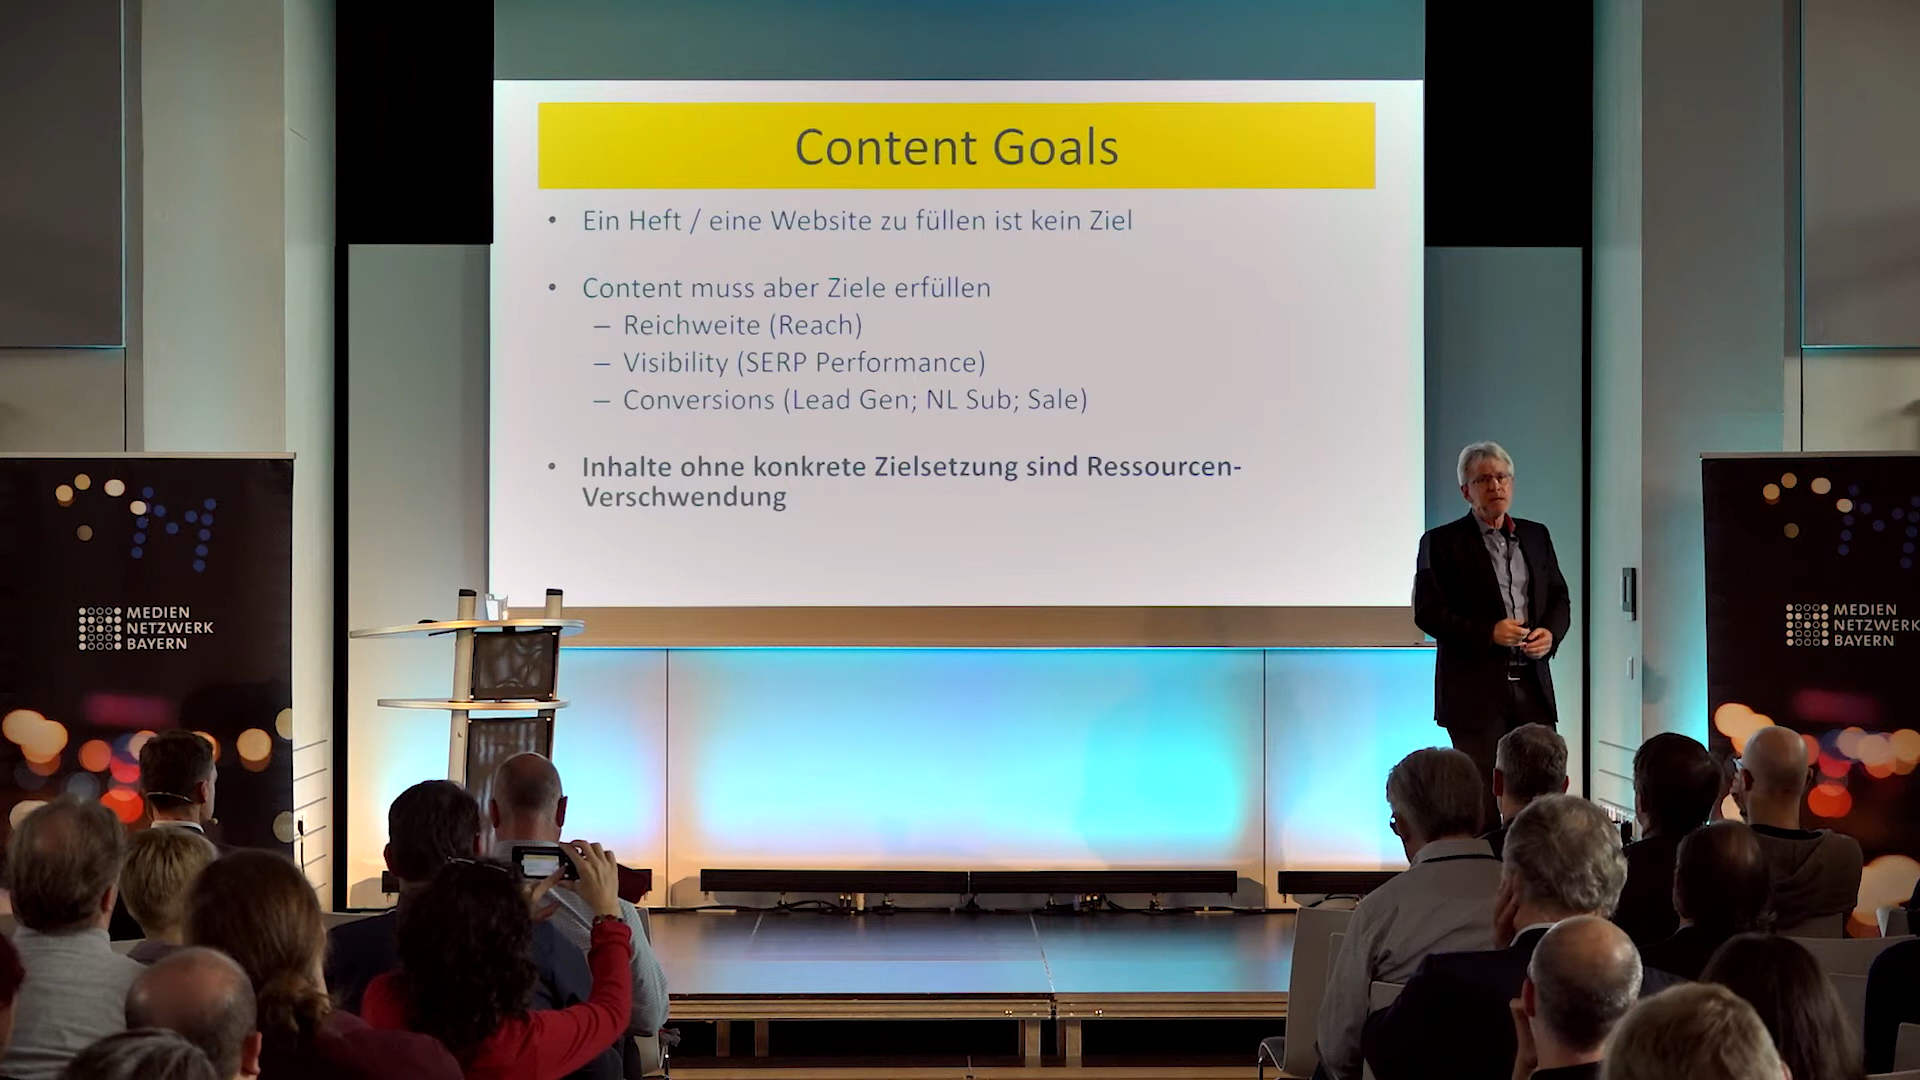 Content Goals
• Ein Heft / eine Website zu füllen ist kein Ziel
• Content muss aber Ziele erfüllen
– Reichweite (Reach)
– Visibility (SERP Performance)
– Conversions (Lead Gen; NL Sub; Sale)
• Inhalte ohne konkrete Zielsetzung sind Ressourcen-
Verschwendung
MEDIEN
NETZWERK
BAYERN
MEDIEN
NETZWERK
BAYERN